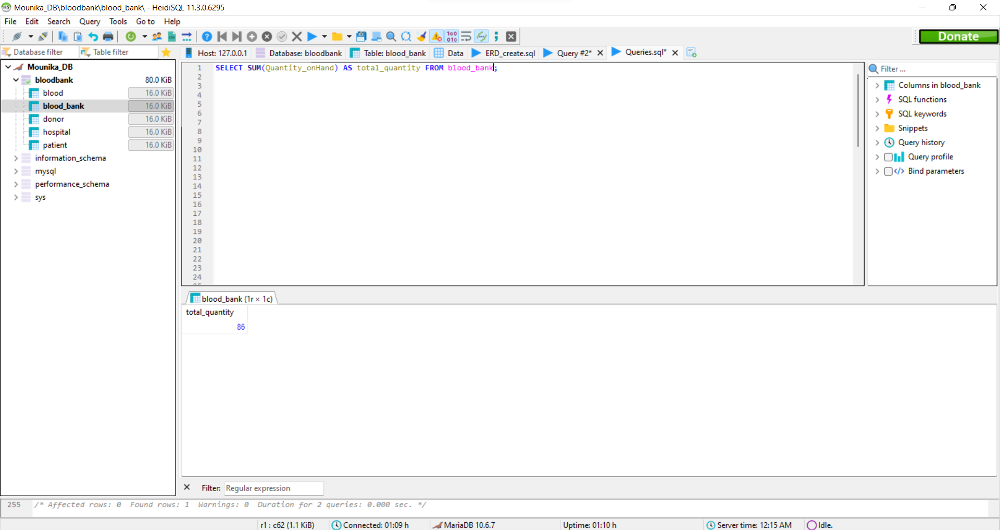 Mounika_DB\bloodbank\blood_bank\ - HeidiSQL 11.3.0.6295
File Edit Search Query Tools Go to Help
Donate
Database filter Table filter Host: 127.0.0.1 Database: bloodbank Table: blood_bank Data ERD_create.sql Query #2* Queries.sql*
Mounika_DB
bloodbank 80.0 KiB
blood 16.0 KiB
blood_bank 16.0 KiB
donor 16.0 KiB
hospital 16.0 KiB
patient 16.0 KiB
information_schema
mysql
performance_schema
sys
1 SELECT SUM(Quantity_onHand) AS total_quantity FROM blood_bank;
2
3
4
5
6
7
8
9
10
11
12
13
14
15
16
17
18
19
20
21
22
23
24
Filter ...
Columns in blood_bank
SQL functions
SQL keywords
Snippets
Query history
Query profile
Bind parameters
blood_bank (1r × 1c)
total_quantity
86
Filter: Regular expression
255 /* Affected rows: 0 Found rows: 1 Warnings: 0 Duration for 2 queries: 0.000 sec. */
r1 : c62 (1.1 KiB) Connected: 01:09 h MariaDB 10.6.7 Uptime: 01:10 h Server time: 12:15 AM Idle.